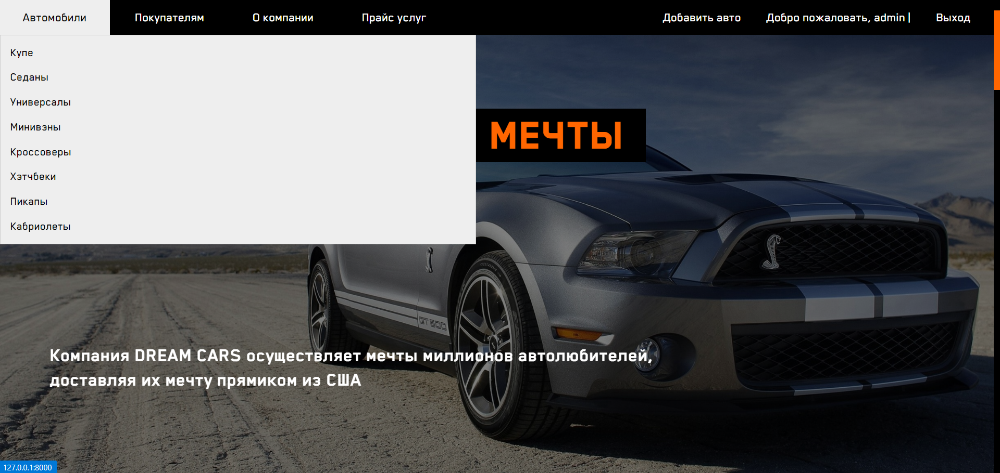 Автомобили
Покупателям
О компании
Прайс услуг
Добавить авто
Добро пожаловать, admin |
Выход
Купе
Седаны
Универсалы
Минивэны
Кроссоверы
Хэтчбеки
Пикапы
Кабриолеты
МЕЧТЫ
GT 500
Компания DREAM CARS осуществляет мечты миллионов автолюбителей,
доставляя их мечту прямиком из США
127.0.0.1:8000